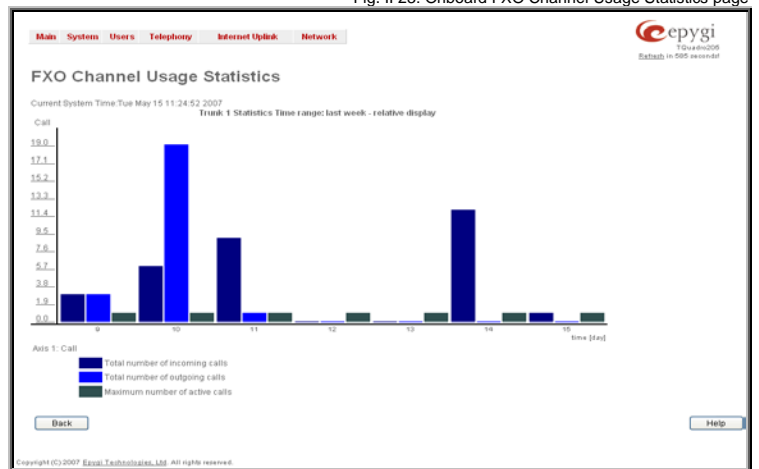 Fig. II 28: Onboard FXO Channel Usage Statistics page
Main System Users Telephony Internet Uplink Network
epygi
TQuadro206
Refresh in 585 seconds!
FXO Channel Usage Statistics
Current System Time:Tue May 15 11:24:52 2007
Trunk 1 Statistics Time range: last week - relative display
Call
19.0
17.1
15.2
13.3
11.4
9.5
7.6
5.7
3.8
1.9
0.0
9 10 11 12 13 14 15
time [day]
Axis 1: Call
Total number of incoming calls
Total number of outgoing calls
Maximum number of active calls
Back
Help
Copyright (C) 2007 Epygi Technologies, Ltd. All rights reserved.